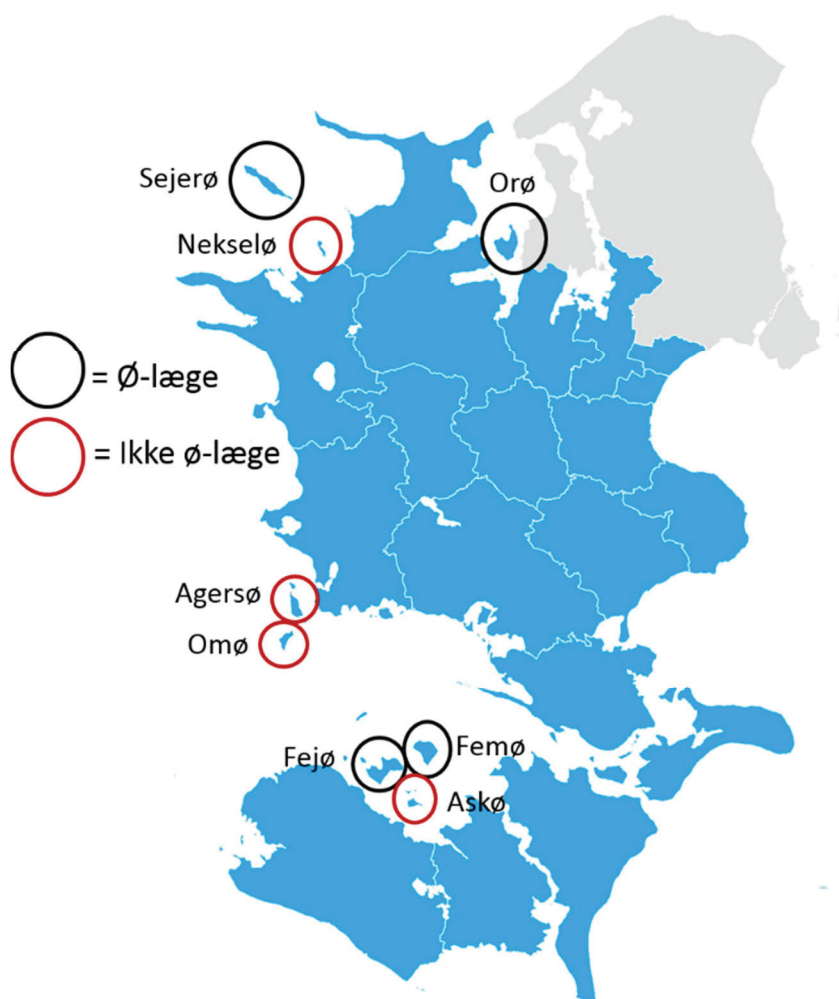 Sejerø
Orø
Nekselø
= Ø-læge
= Ikke ø-læge
Agersø
Omø
Fejø
Femø
Askø